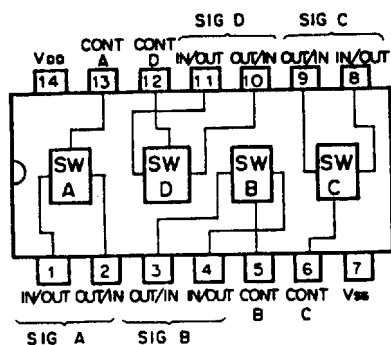 SIG D SIG C
VDD CONT A CONT D IN/OUT OUT/IN OUT/IN IN/OUT
14 13 12 11 10 9 8
SW A SW D SW B SW C
1 2 3 4 5 6 7
IN/OUT OUT/IN OUT/IN IN/OUT CONT B CONT C VSS
SIG A SIG B